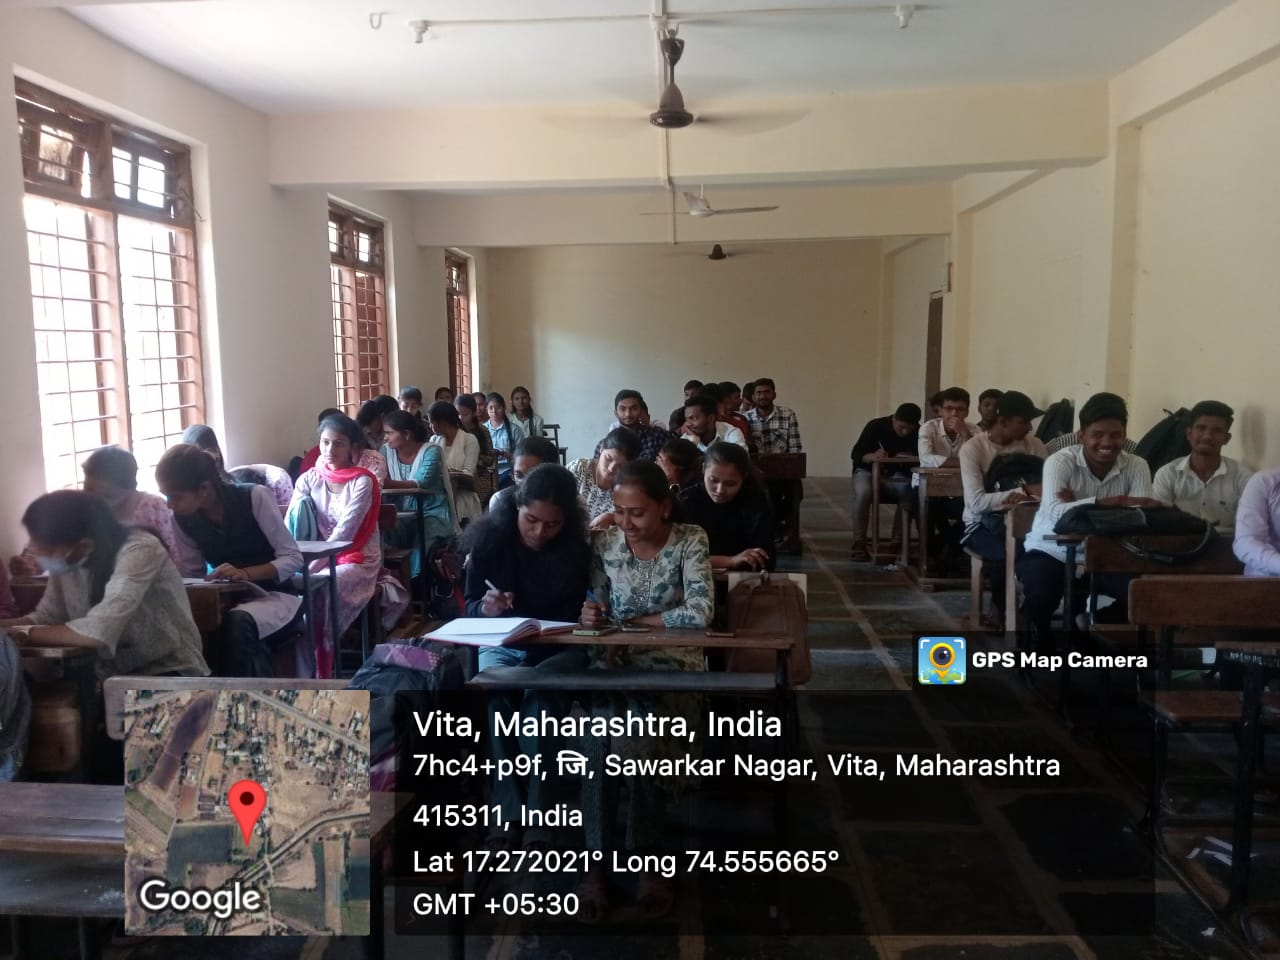 GPS Map Camera
Vita, Maharashtra, India
7hc4+p9f, जि, Sawarkar Nagar, Vita, Maharashtra
415311, India
Lat 17.272021° Long 74.555665°
GMT +05:30
Google